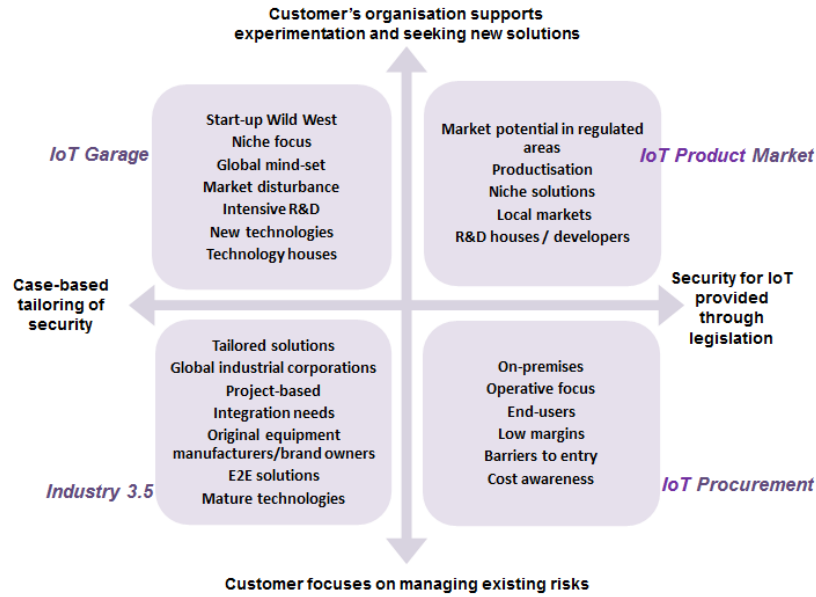 Customer's organisation supports
experimentation and seeking new solutions
IoT Garage
Start-up Wild West
Niche focus
Global mind-set
Market disturbance
Intensive R&D
New technologies
Technology houses
Market potential in regulated
areas
Productisation
Niche solutions
Local markets
R&D houses / developers
IoT Product Market
Case-based
tailoring of
security
Security for IoT
provided
through
legislation
Industry 3.5
Tailored solutions
Global industrial corporations
Project-based
Integration needs
Original equipment
manufacturers/brand owners
E2E solutions
Mature technologies
On-premises
Operative focus
End-users
Low margins
Barriers to entry
Cost awareness
IoT Procurement
Customer focuses on managing existing risks